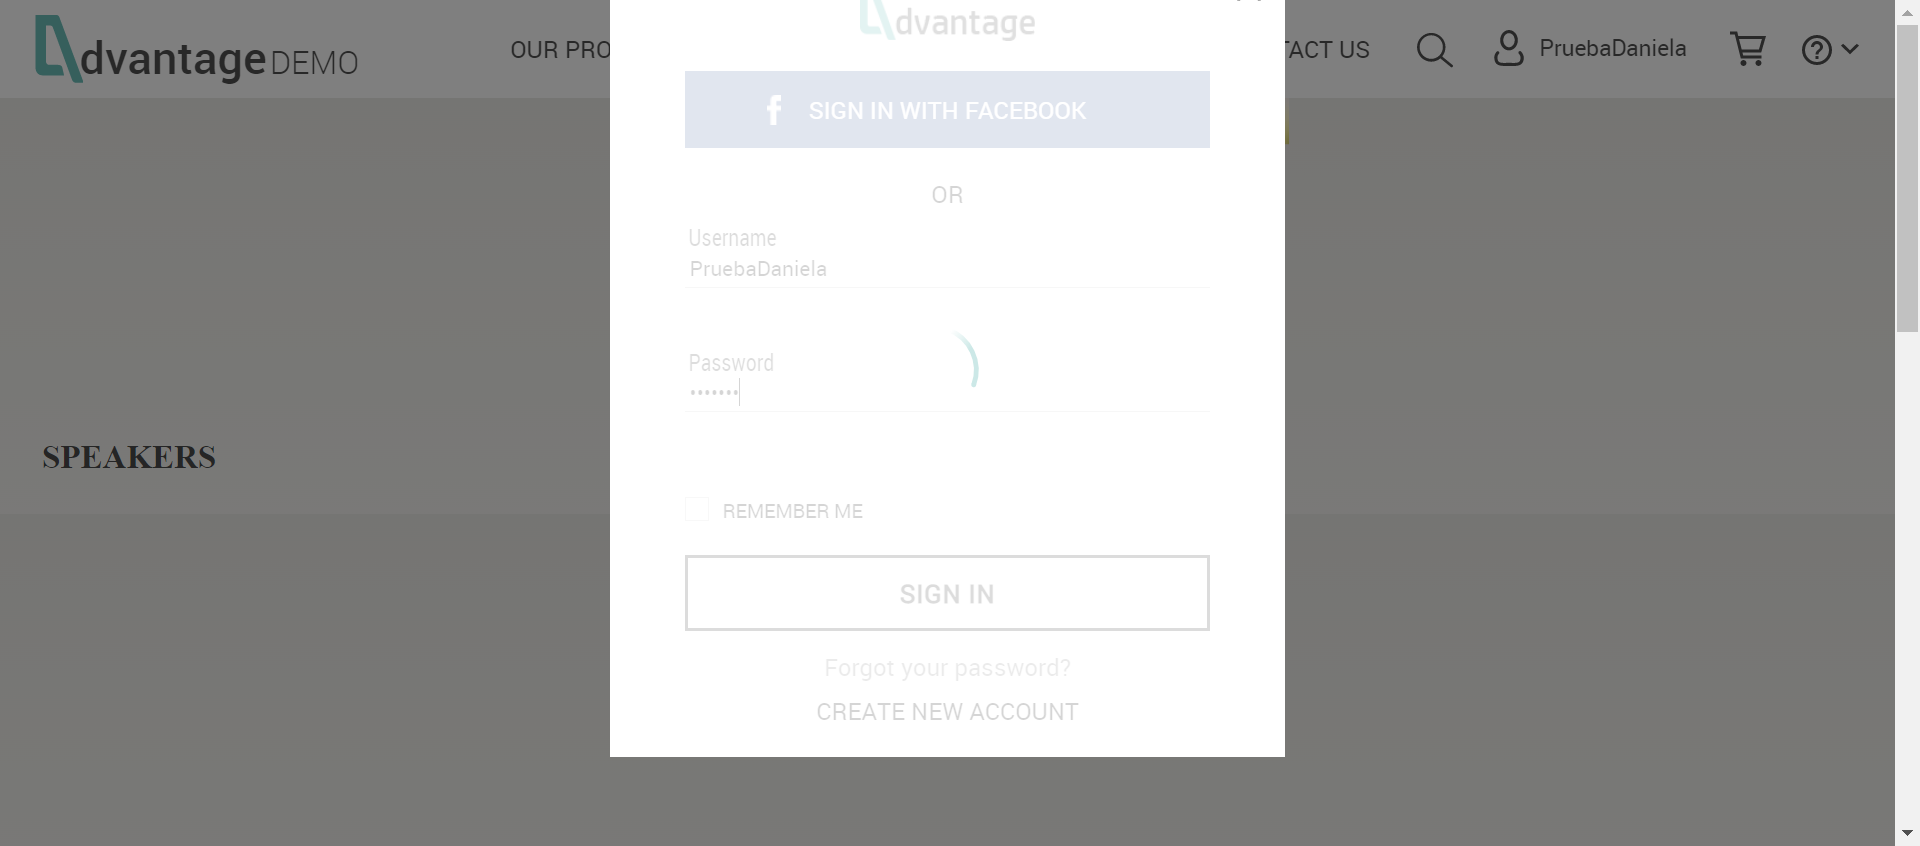 dvantage DEMO
OUR PRO
TACT US
PruebaDaniela
dvantage
f SIGN IN WITH FACEBOOK
OR
Username
PruebaDaniela
Password
•••••••
SPEAKERS
REMEMBER ME
SIGN IN
Forgot your password?
CREATE NEW ACCOUNT